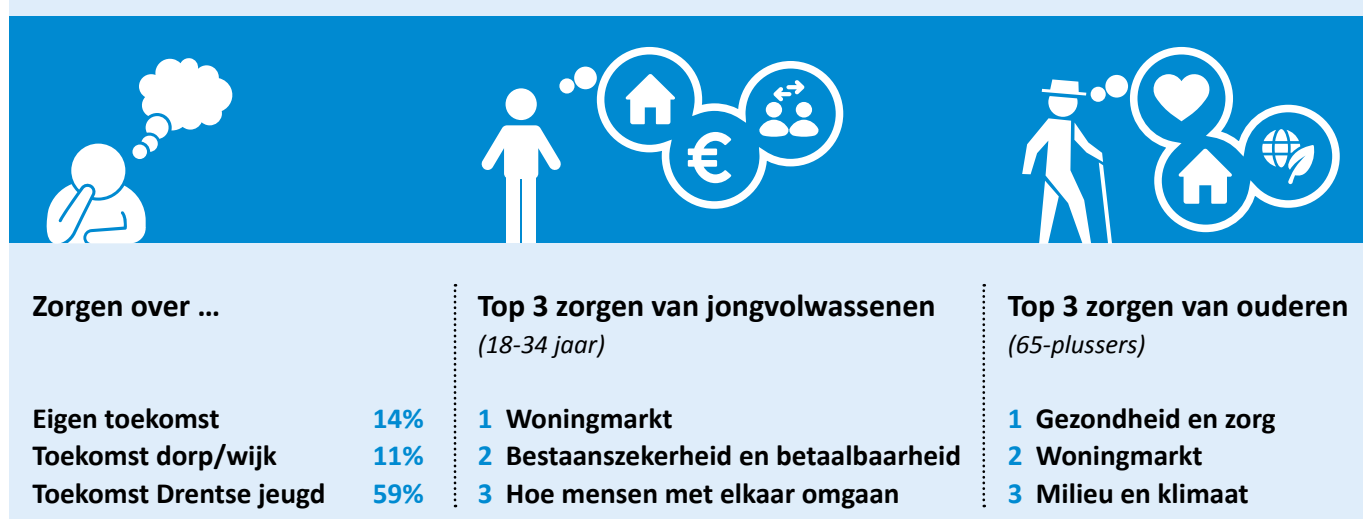 Zorgen over ...
Eigen toekomst 14%
Toekomst dorp/wijk 11%
Toekomst Drentse jeugd 59%
Top 3 zorgen van jongvolwassenen
(18-34 jaar)
1 Woningmarkt
2 Bestaanszekerheid en betaalbaarheid
3 Hoe mensen met elkaar omgaan
Top 3 zorgen van ouderen
(65-plussers)
1 Gezondheid en zorg
2 Woningmarkt
3 Milieu en klimaat